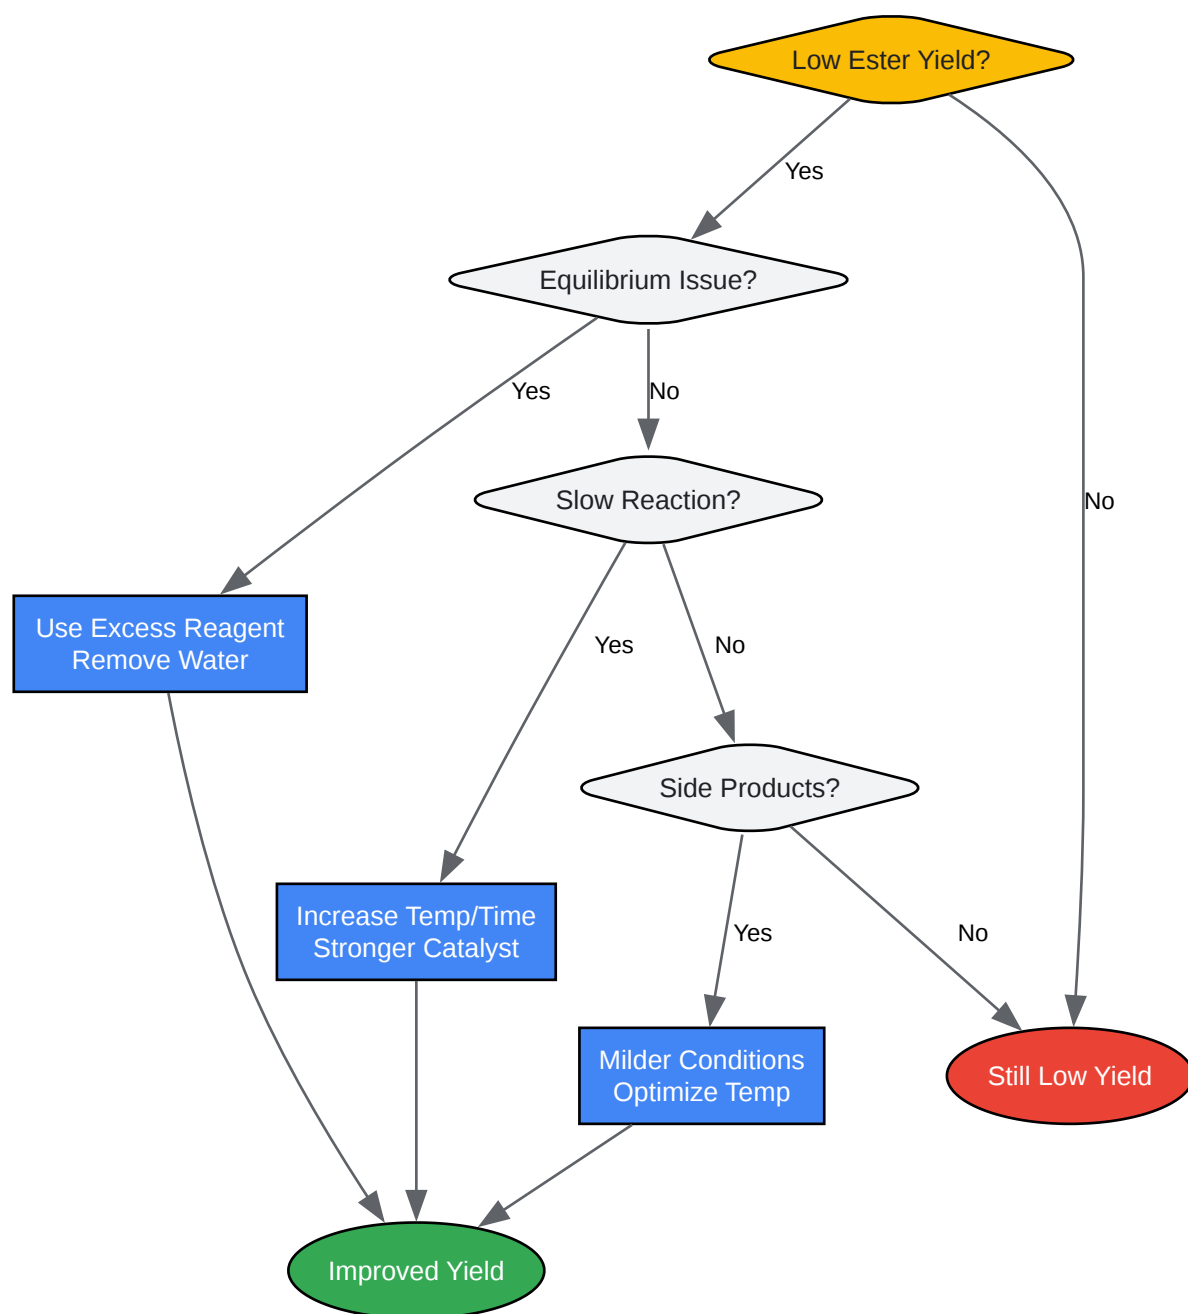 Low Ester Yield?
Yes
Equilibrium Issue?
Yes
No
Slow Reaction?
No
Use Excess Reagent
Remove Water
Yes
No
Side Products?
Increase Temp/Time
Stronger Catalyst
Yes
No
Milder Conditions
Optimize Temp
Still Low Yield
Improved Yield